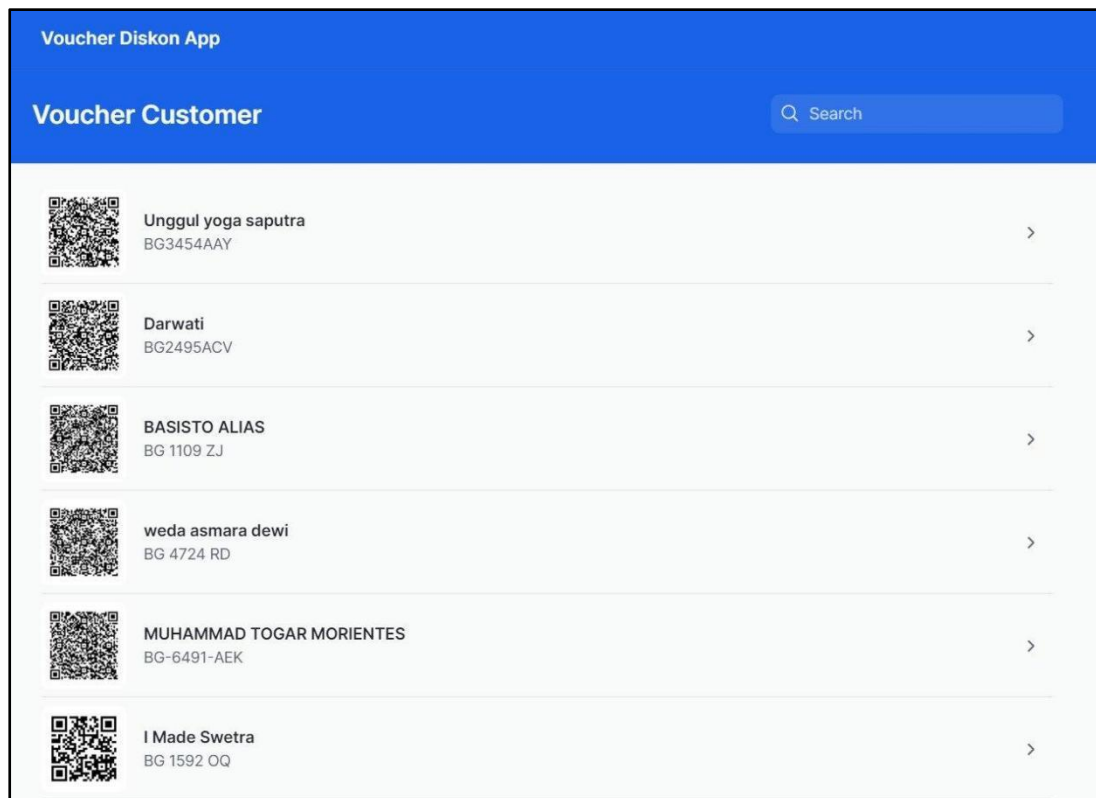 Voucher Diskon App
Voucher Customer
Search
Unggul yoga saputra
BG3454AAY
Darwati
BG2495ACV
BASISTO ALIAS
BG 1109 ZJ
weda asmara dewi
BG 4724 RD
MUHAMMAD TOGAR MORIENTES
BG-6491-AEK
I Made Swetra
BG 1592 OQ